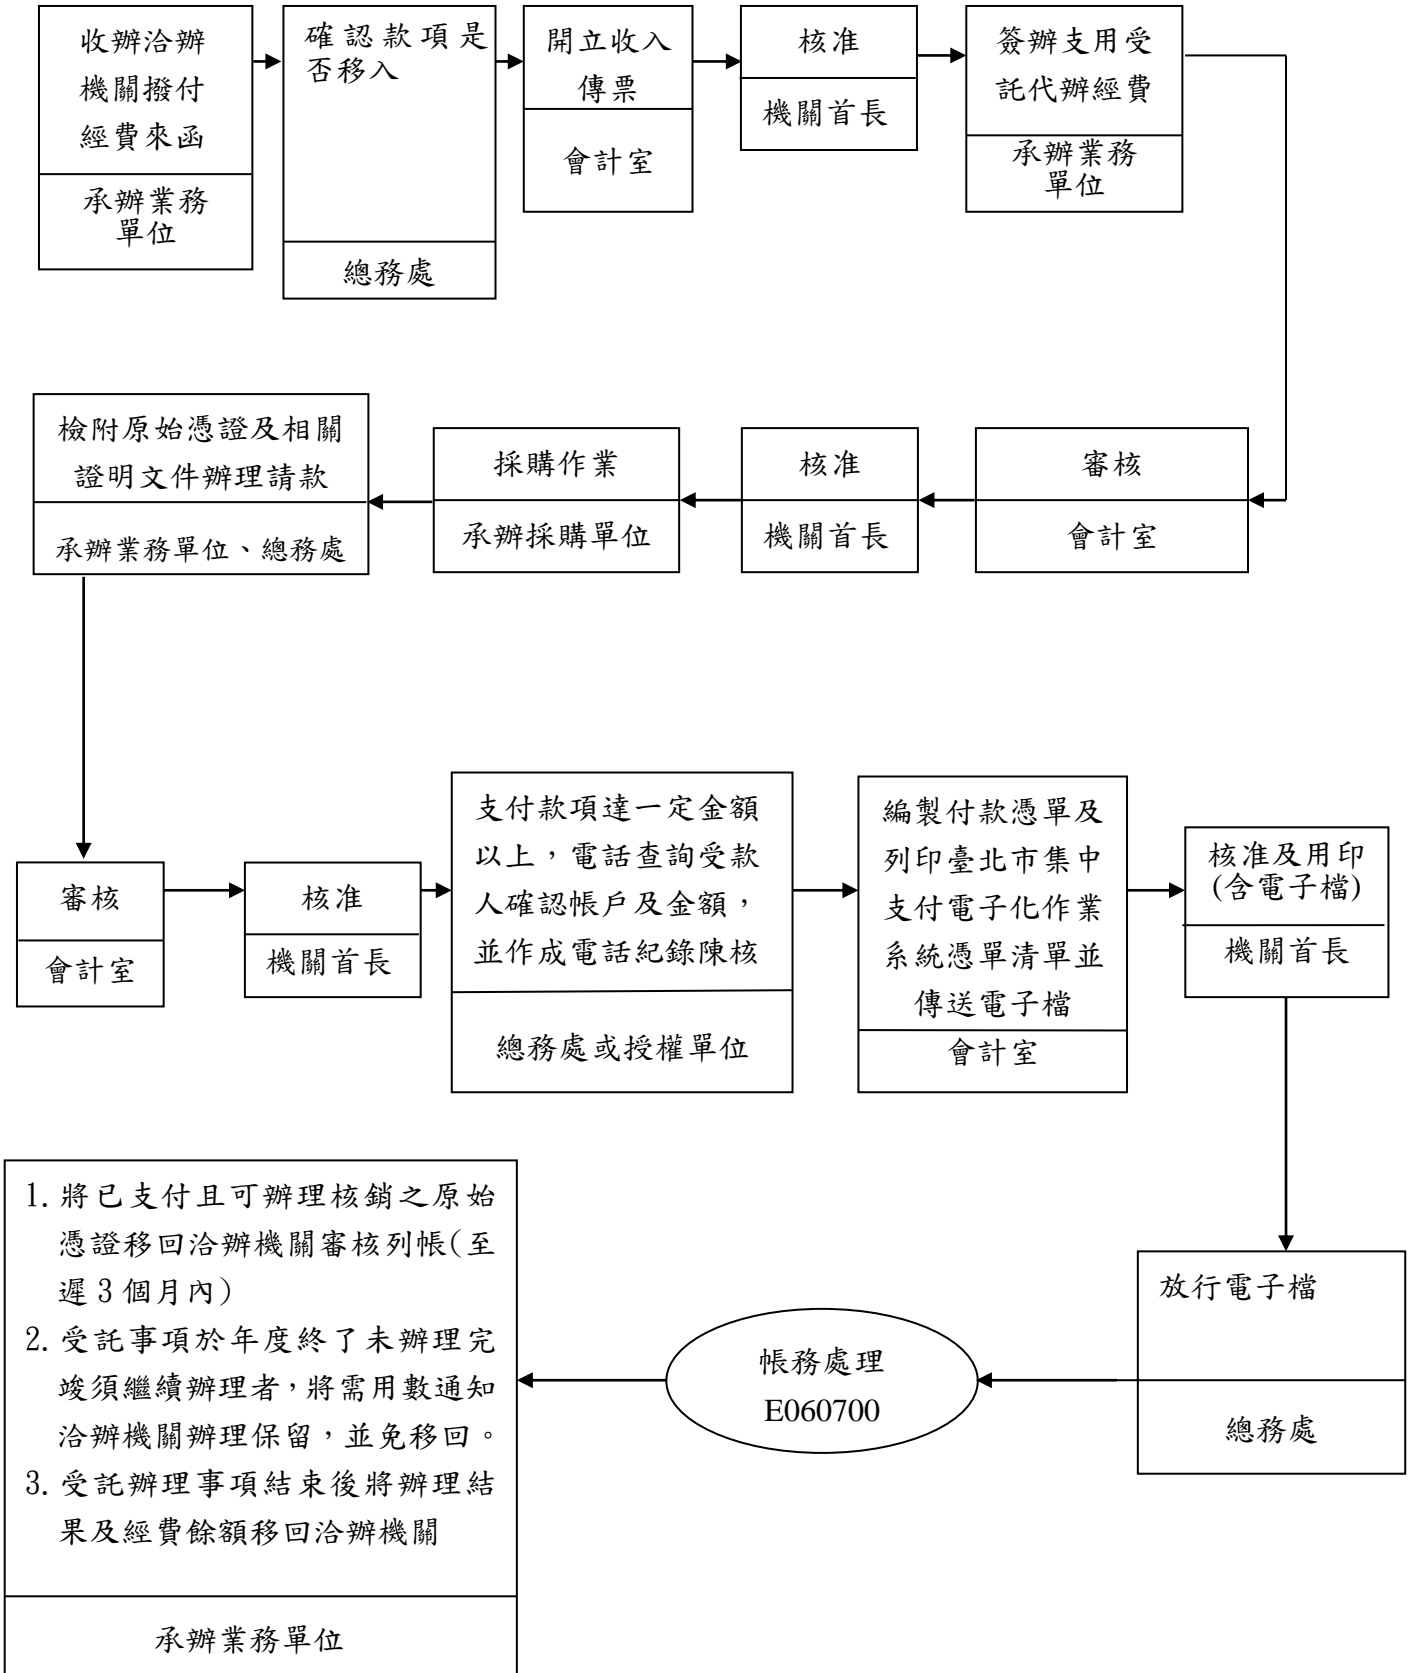 收辦洽辦
機關撥付
經費來函
承辦業務
單位
確認款項是
否移入
總務處
開立收入
傳票
會計室
核准
機關首長
簽辦支用受
託代辦經費
承辦業務
單位
檢附原始憑證及相關
證明文件辦理請款
承辦業務單位、總務處
採購作業
承辦採購單位
核准
機關首長
審核
會計室
審核
會計室
核准
機關首長
支付款項達一定金額
以上，電話查詢受款
人確認帳戶及金額，
並作成電話紀錄陳核
總務處或授權單位
編製付款憑單及
列印臺北市集中
支付電子化作業
系統憑單清單並
傳送電子檔
會計室
核准及用印
(含電子檔)
機關首長
1.將已支付且可辦理核銷之原始
憑證移回洽辦機關審核列帳(至
遲3個月內)
2.受託事項於年度終了未辦理完
竣須繼續辦理者，將需用數通知
洽辦機關辦理保留，並免移回。
3.受託辦理事項結束後將辦理結
果及經費餘額移回洽辦機關
承辦業務單位
帳務處理
E060700
放行電子檔
總務處